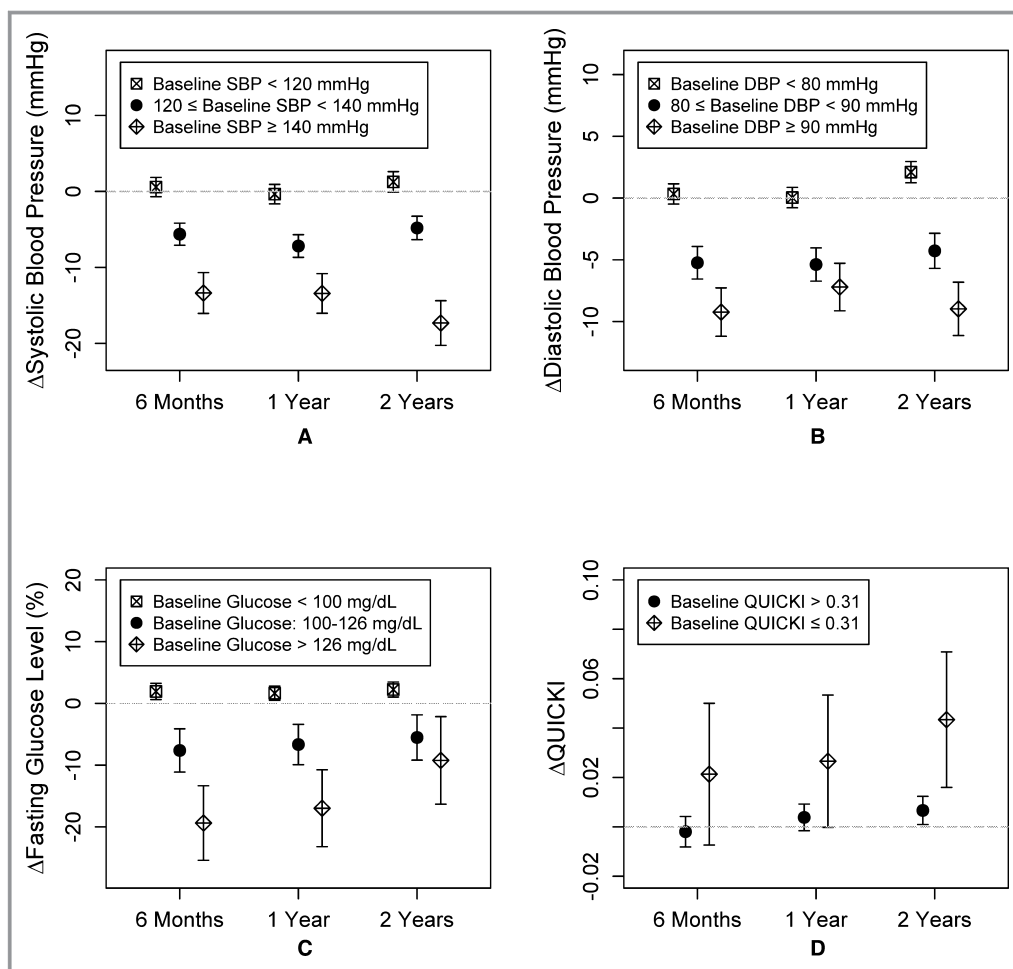 ΔSystolic Blood Pressure (mmHg)
10
0
-10
-20
Baseline SBP < 120 mmHg
120 ≤ Baseline SBP < 140 mmHg
Baseline SBP ≥ 140 mmHg
6 Months
1 Year
2 Years
A
ΔDiastolic Blood Pressure (mmHg)
10
5
0
-5
-10
Baseline DBP < 80 mmHg
80 ≤ Baseline DBP < 90 mmHg
Baseline DBP ≥ 90 mmHg
6 Months
1 Year
2 Years
B
ΔFasting Glucose Level (%)
20
10
0
-10
-20
Baseline Glucose < 100 mg/dL
Baseline Glucose: 100-126 mg/dL
Baseline Glucose > 126 mg/dL
6 Months
1 Year
2 Years
C
ΔQUICKI
0.10
0.06
0.02
-0.02
Baseline QUICKI > 0.31
Baseline QUICKI ≤ 0.31
6 Months
1 Year
2 Years
D